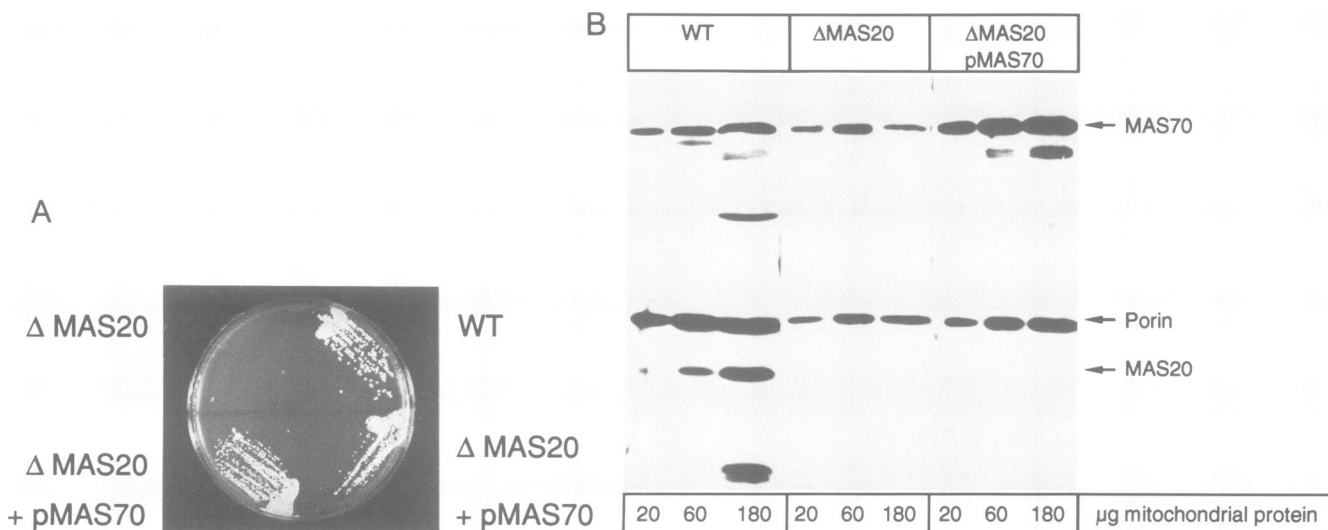 A
Δ MAS20
WT
Δ MAS20
+ pMAS70
Δ MAS20
+ pMAS70
B
WT
ΔMAS20
ΔMAS20
pMAS70
MAS70
Porin
MAS20
20 60 180 20 60 180 20 60 180 µg mitochondrial protein